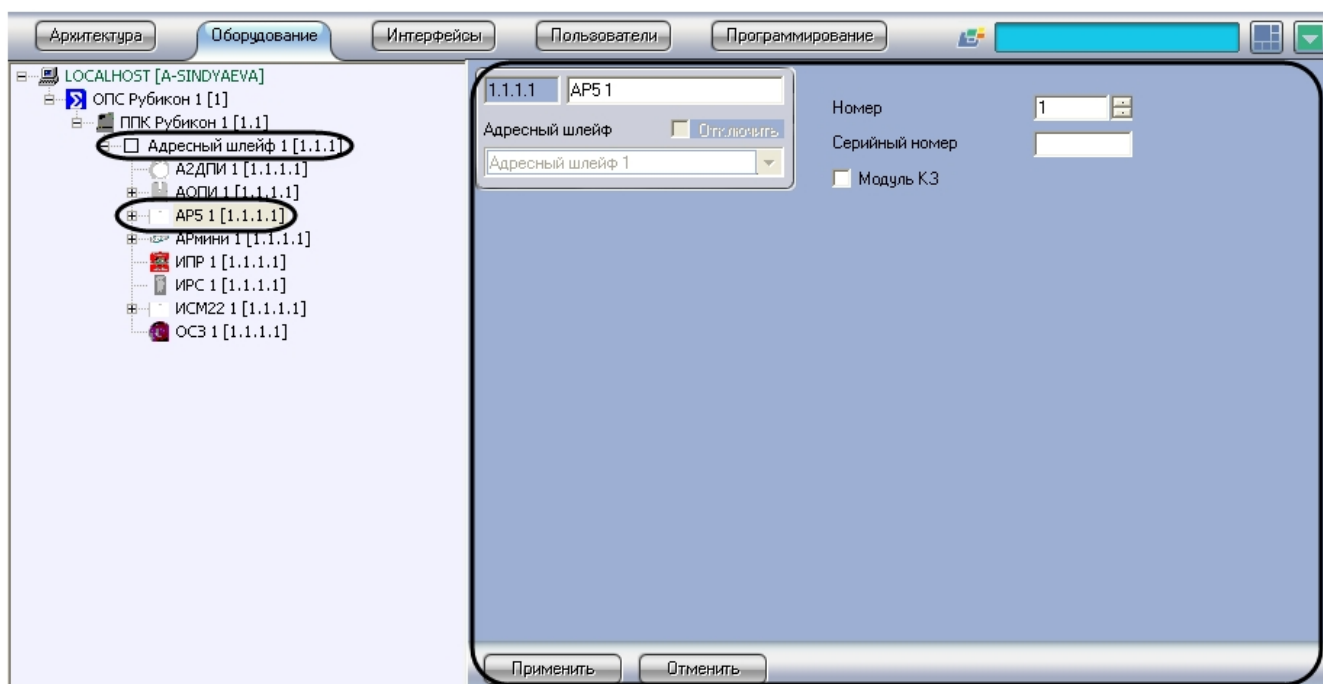 Архитектура
Оборудование
Интерфейсы
Пользователи
Программирование
LOCALHOST [A-SINDYAEVA]
ОПС Рубикон 1 [1]
ППК Рубикон 1 [1.1]
Адресный шлейф 1 [1.1.1]
А2ДПИ 1 [1.1.1.1]
АОПИ 1 [1.1.1.1]
АР5 1 [1.1.1.1]
АРмини 1 [1.1.1.1]
ИПР 1 [1.1.1.1]
ИРС 1 [1.1.1.1]
ИСМ22 1 [1.1.1.1]
ОСЗ 1 [1.1.1.1]
1.1.1.1
АР5 1
Адресный шлейф
Отключить
Адресный шлейф 1
Номер
1
Серийный номер
Модуль КЗ
Применить
Отменить